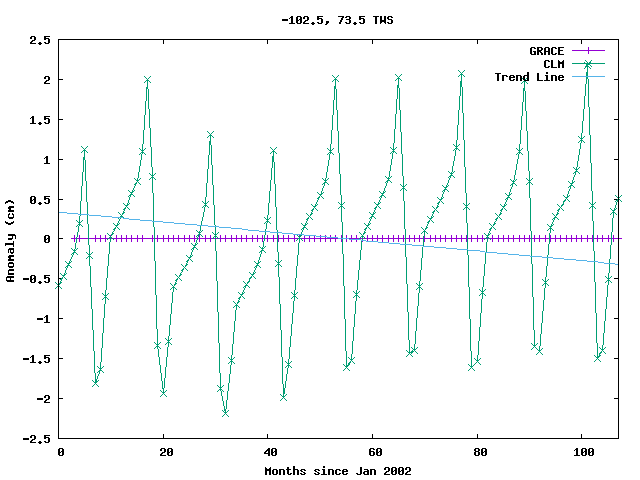 -102.5, 73.5 TWS
GRACE
CLM
Trend Line
2.5
2
1.5
1
0.5
0
-0.5
-1
-1.5
-2
-2.5
Anomaly (cm)
0 20 40 60 80 100
Months since Jan 2002